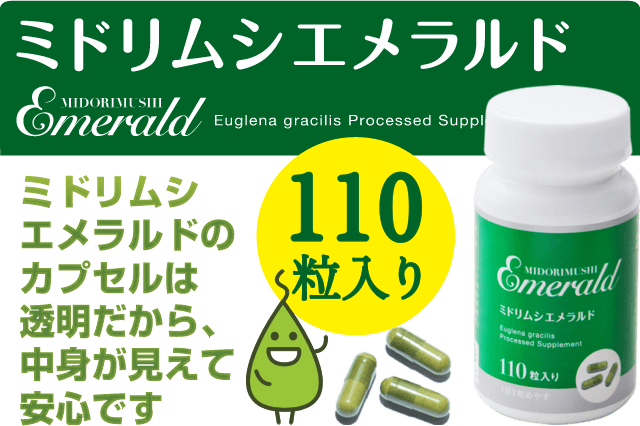 ミドリムシエメラルド
MIDORIMUSHI
Emerald
Euglena gracilis Processed
ミドリムシ
エメラルドの
カプセルは
透明だから、
中身が見えて
安心です
110
粒入り
MIDORIMUSHI
Emerald
ミドリムシエメラルド
Euglena gracilis
Processed Supplement
110粒入り